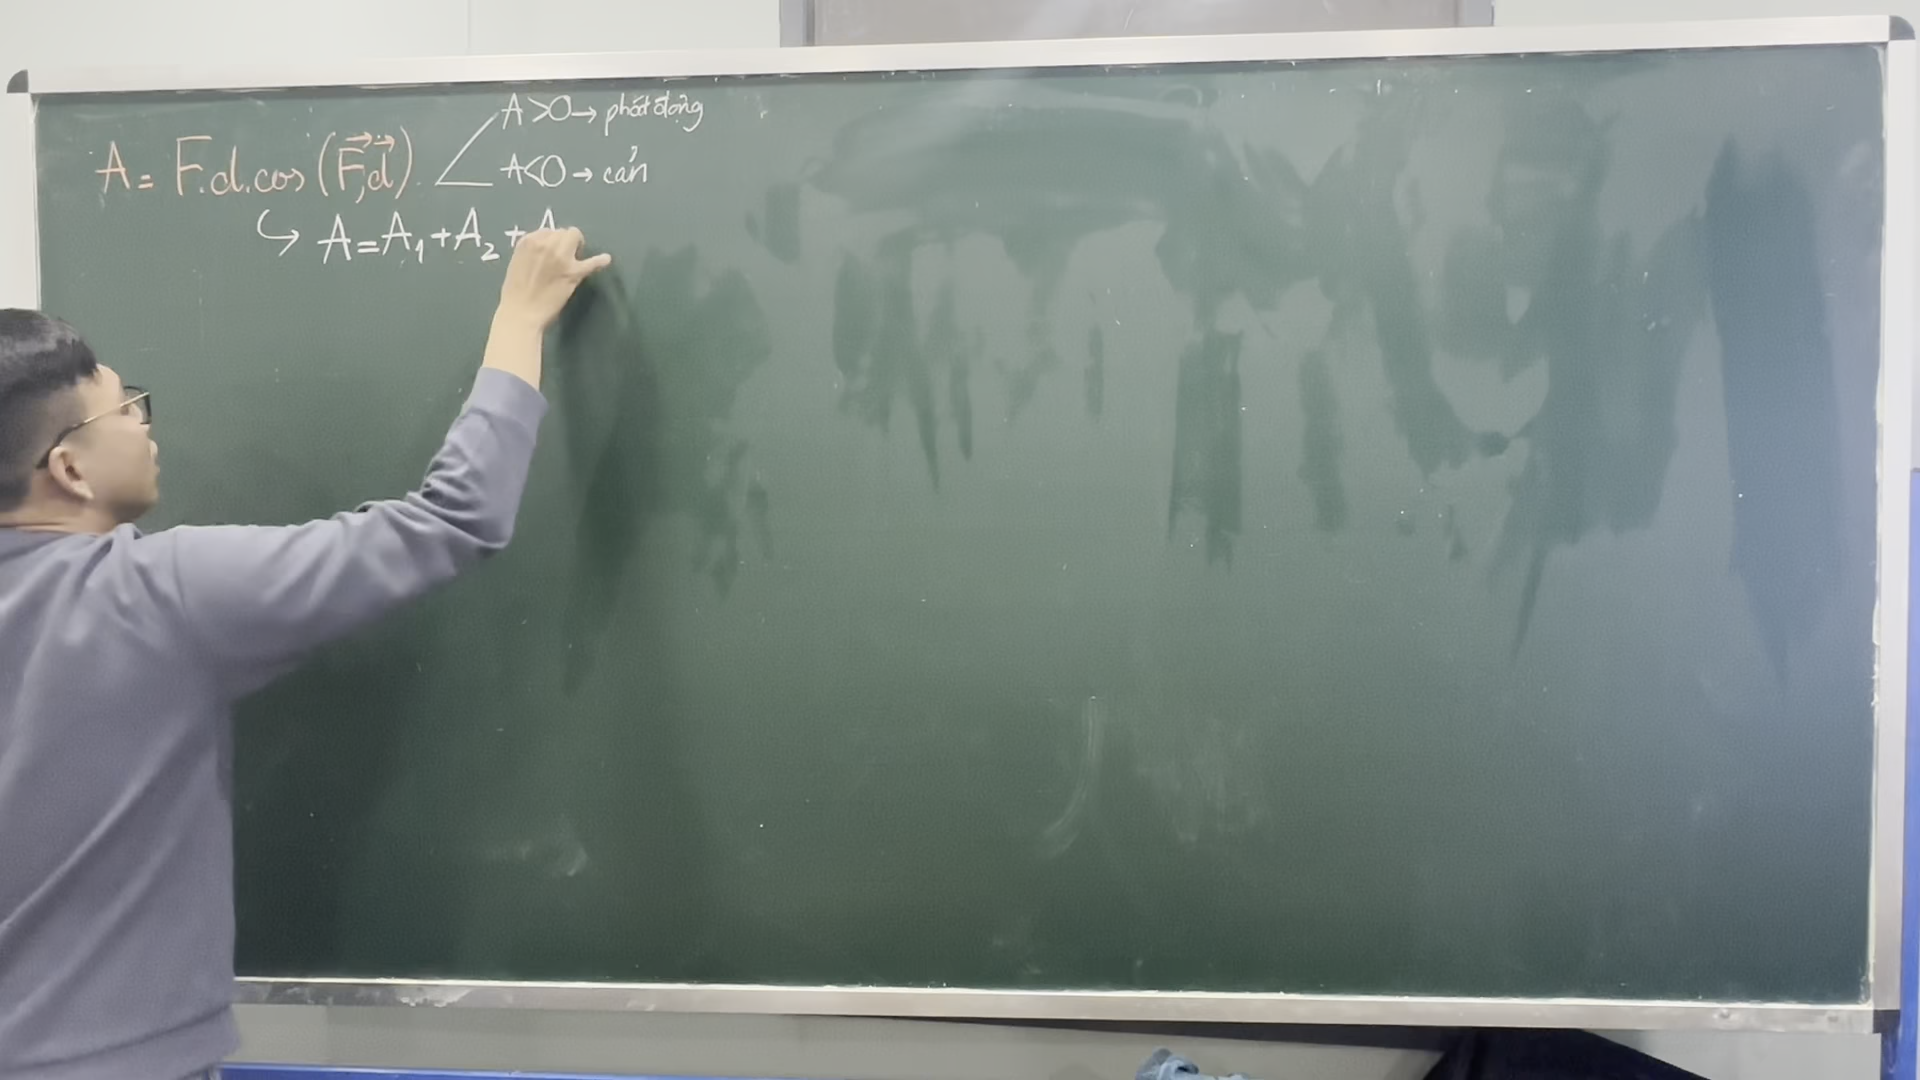 A = F.d.cos (F⃗,d⃗)
A>0 → phát động
A<0 → cản
↪ A = A₁ + A₂ + A